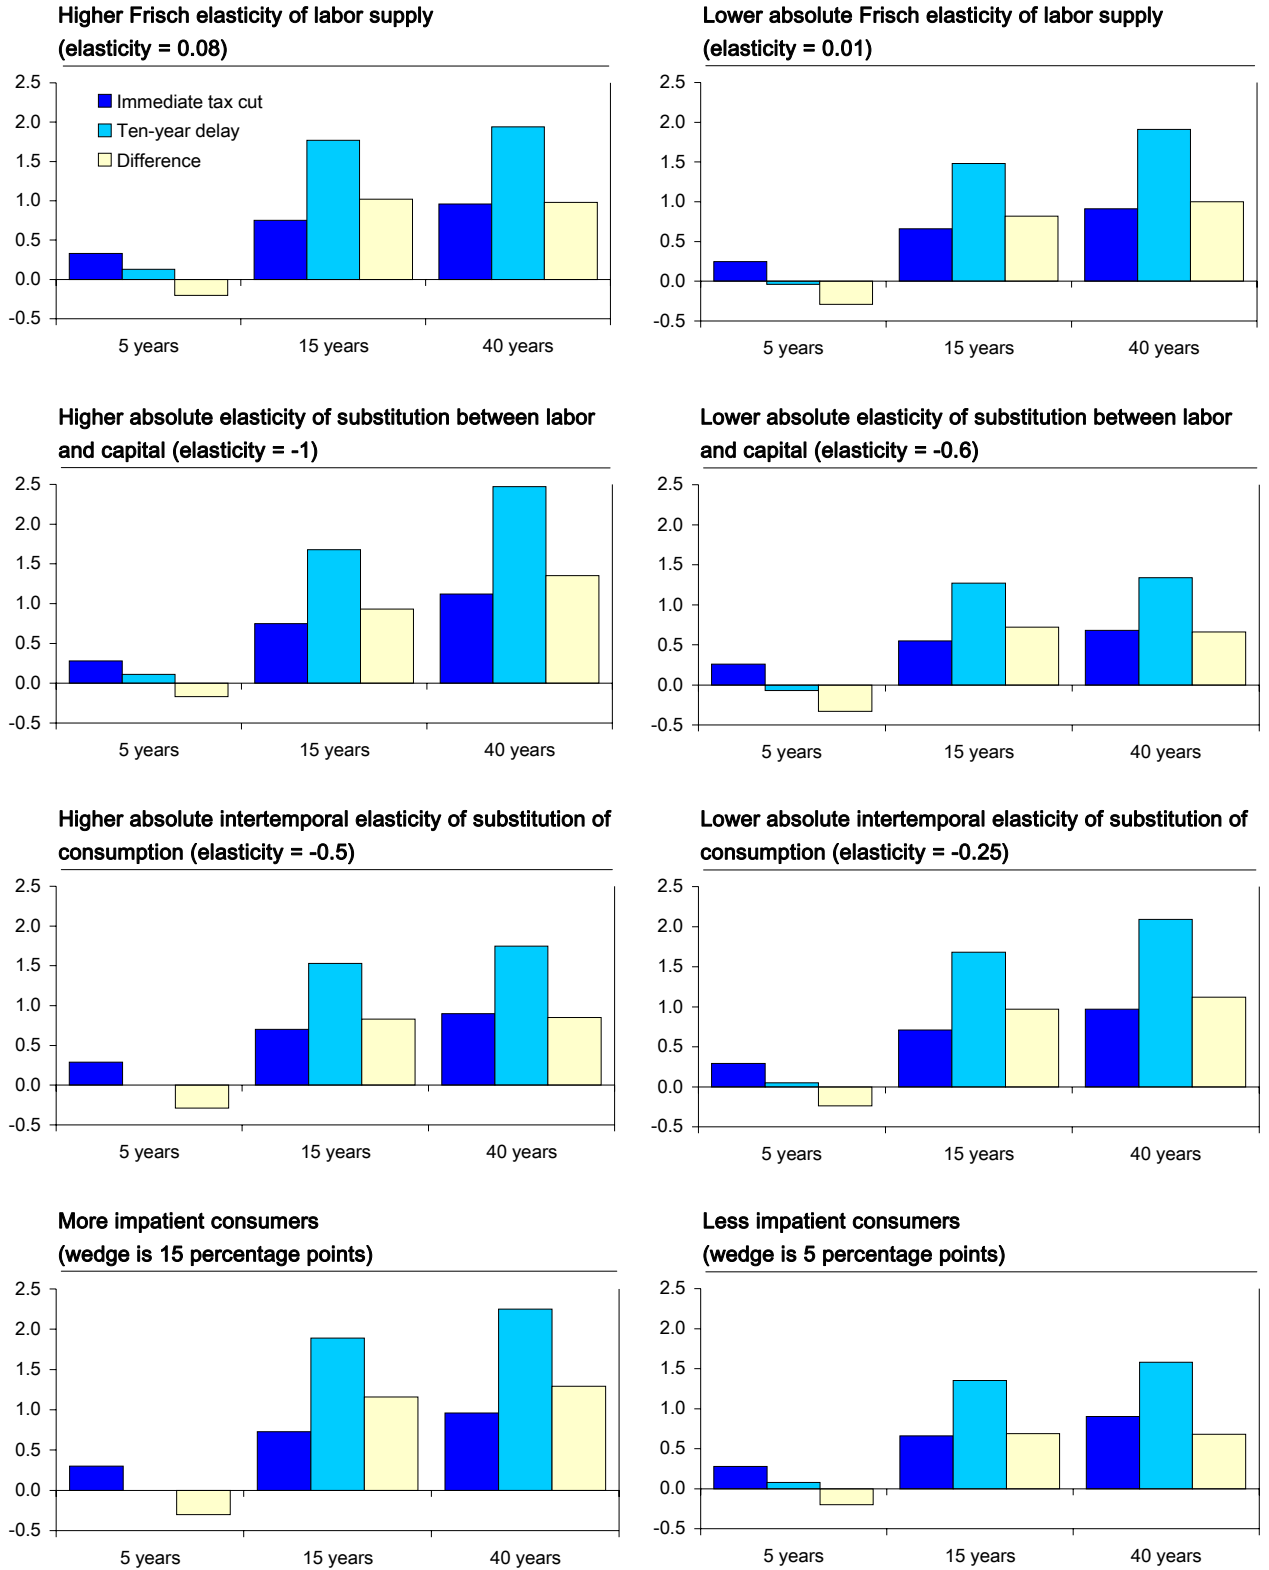 Higher Frisch elasticity of labor supply
(elasticity = 0.08)
2.5
2.0
1.5
1.0
0.5
0.0
-0.5
Immediate tax cut
Ten-year delay
Difference
5 years
15 years
40 years
Lower absolute Frisch elasticity of labor supply
(elasticity = 0.01)
2.5
2.0
1.5
1.0
0.5
0.0
-0.5
5 years
15 years
40 years
Higher absolute elasticity of substitution between labor
and capital (elasticity = -1)
2.5
2.0
1.5
1.0
0.5
0.0
-0.5
5 years
15 years
40 years
Lower absolute elasticity of substitution between labor
and capital (elasticity = -0.6)
2.5
2.0
1.5
1.0
0.5
0.0
-0.5
5 years
15 years
40 years
Higher absolute intertemporal elasticity of substitution of
consumption (elasticity = -0.5)
2.5
2.0
1.5
1.0
0.5
0.0
-0.5
5 years
15 years
40 years
Lower absolute intertemporal elasticity of substitution of
consumption (elasticity = -0.25)
2.5
2.0
1.5
1.0
0.5
0.0
-0.5
5 years
15 years
40 years
More impatient consumers
(wedge is 15 percentage points)
2.5
2.0
1.5
1.0
0.5
0.0
-0.5
5 years
15 years
40 years
Less impatient consumers
(wedge is 5 percentage points)
2.5
2.0
1.5
1.0
0.5
0.0
-0.5
5 years
15 years
40 years